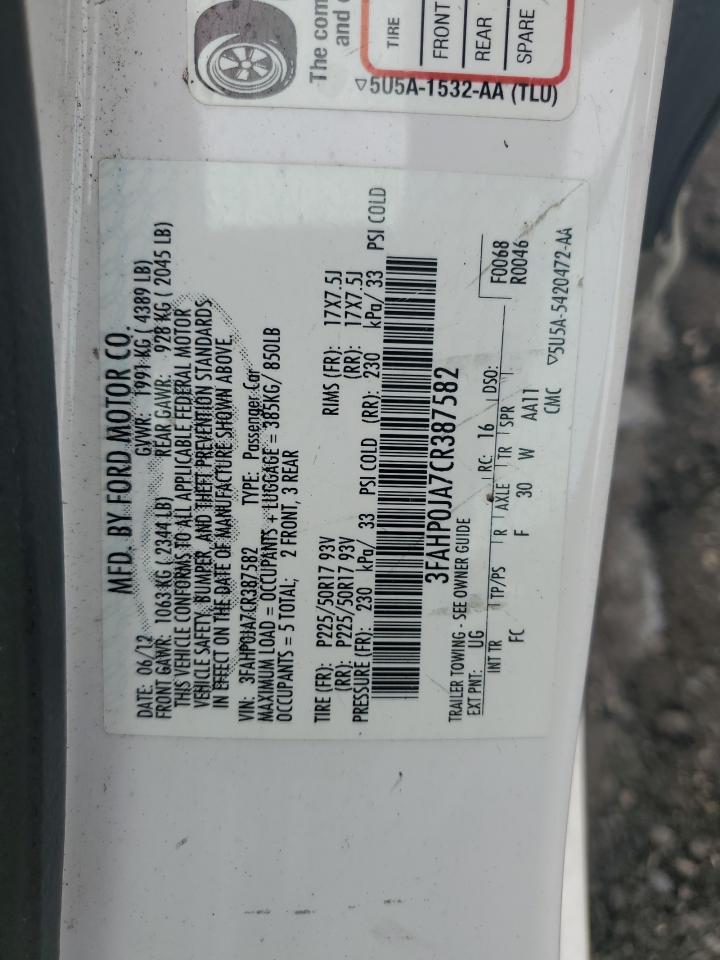 The com
and c
TIRE
FRONT
REAR
SPARE
▽5U5A-1532-AA (TLU)
MFD. BY FORD MOTOR CO.
DATE: 06/12 GVWR: 1991 KG ( 4389 LB)
FRONT GAWR: 1063 KG ( 2344 LB) REAR GAWR: 928 KG ( 2045 LB)
THIS VEHICLE CONFORMS TO ALL APPLICABLE FEDERAL MOTOR
VEHICLE SAFETY, BUMPER, AND THEFT PREVENTION STANDARDS
IN EFFECT ON THE DATE OF MANUFACTURE SHOWN ABOVE.
VIN: 3FAHP0JA7CR387582 TYPE: Passenger Car
MAXIMUM LOAD = OCCUPANTS + LUGGAGE = 385KG/ 850LB
OCCUPANTS = 5 TOTAL; 2 FRONT, 3 REAR
TIRE (FR): P225/50R17 93V RIMS (FR): 17X7.5J
(RR): P225/50R17 93V (RR): 17X7.5J
PRESSURE (FR): 230 kPa/ 33 PSI COLD (RR): 230 kPa/ 33 PSI COLD
3FAHP0JA7CR387582
TRAILER TOWING - SEE OWNER GUIDE
EXT PNT: UG RC: 16 DSO: F0068
R0046
INT TR TP/PS R AXLE TR SPR
FC F 30 W AA11
CMC
▽5U5A-5420472-AA